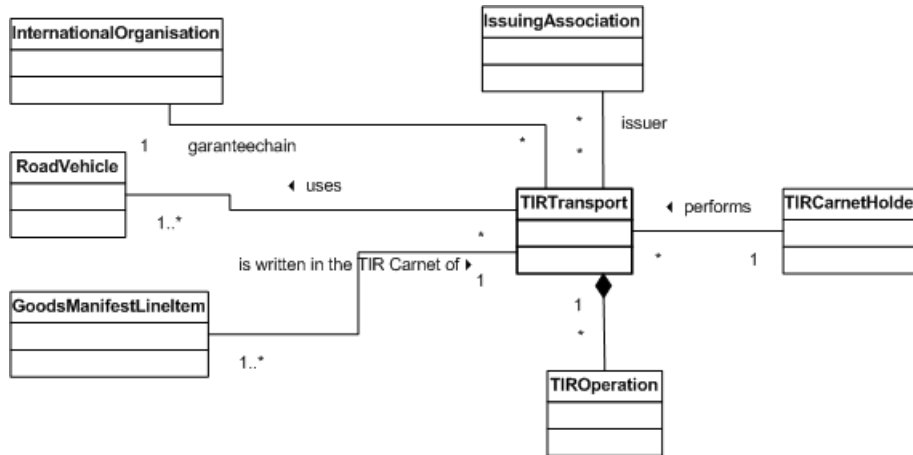 InternationalOrganisation
IssuingAssociation
1
garanteechain
*
*
*
issuer
RoadVehicle
◄ uses
1..*
*
TIRTransport
◄ performs
*
1
TIRCarnetHolde
is written in the TIR Carnet of ►
1
GoodsManifestLineItem
1..*
1
*
TIROperation